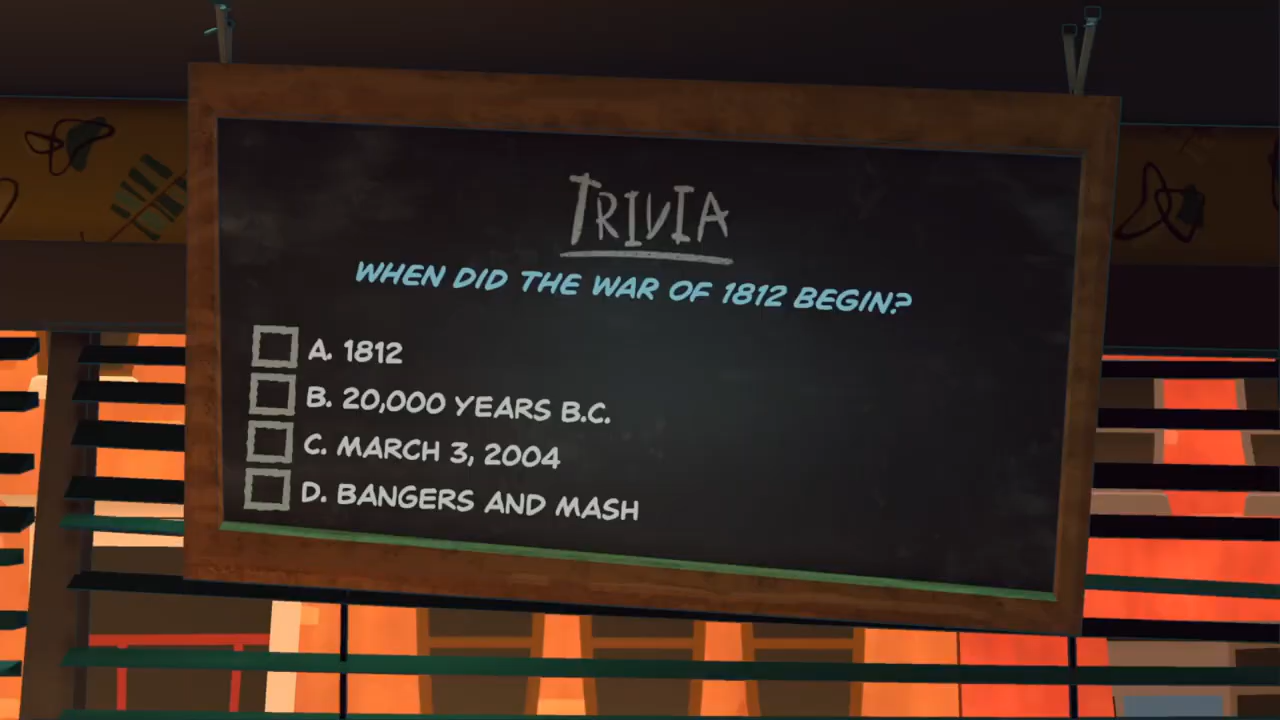 TRIVIA
WHEN DID THE WAR OF 1812 BEGIN?
A. 1812
B. 20,000 YEARS B.C.
C. MARCH 3, 2004
D. BANGERS AND MASH